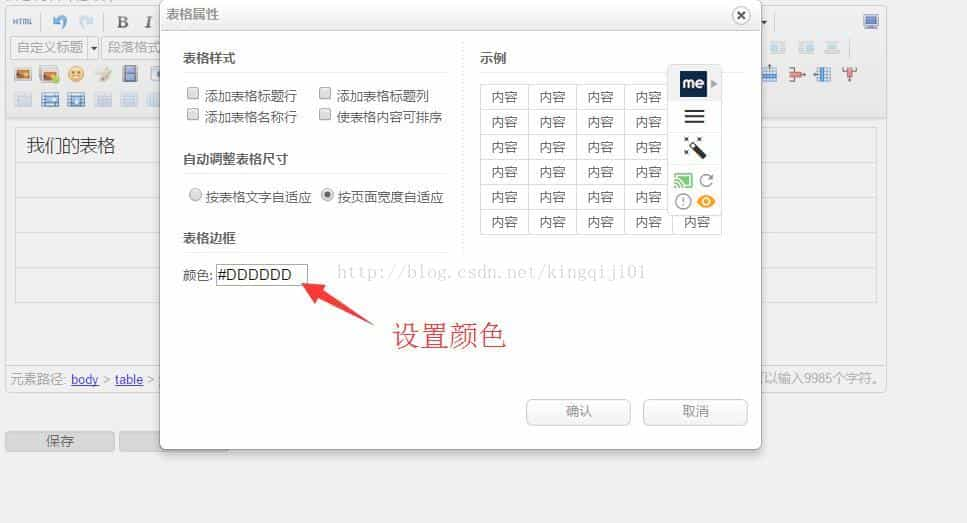 表格属性
HTML
B I
自定义标题 段落格式
表格样式
添加表格标题行 添加表格标题列
添加表格名称行 使表格内容可排序
自动调整表格尺寸
按表格文字自适应 按页面宽度自适应
表格边框
颜色: #DDDDDD
http://blog.csdn.net/kingqiji01
设置颜色
示例
内容 内容 内容 内容
内容 内容 内容 内容
内容 内容 内容 内容
内容 内容 内容 内容
内容 内容 内容 内容
内容 内容 内容 内容 内容
me
确认 取消
我们的表格
元素路径: body > table >
以输入9985个字符。
保存